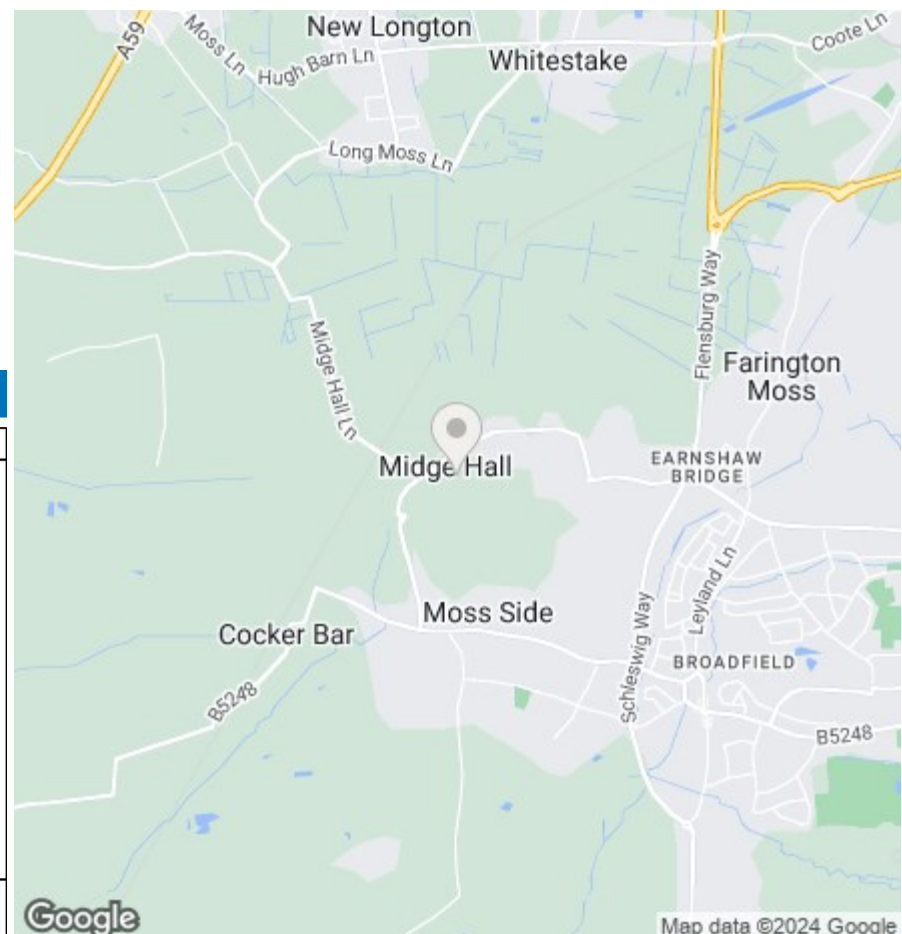 New Longton
A59
Moss Ln
Coote Ln
Hugh Barn Ln
Whitestake
Long Moss Ln
Flensburg Way
Midge Hall Ln
Farington
Moss
Midge Hall
EARNSHAW
BRIDGE
Leyland Ln
Moss Side
Cocker Bar
Schleswig Way
BROADFIELD
B5248
B5248
Google
Map data ©2024 Google